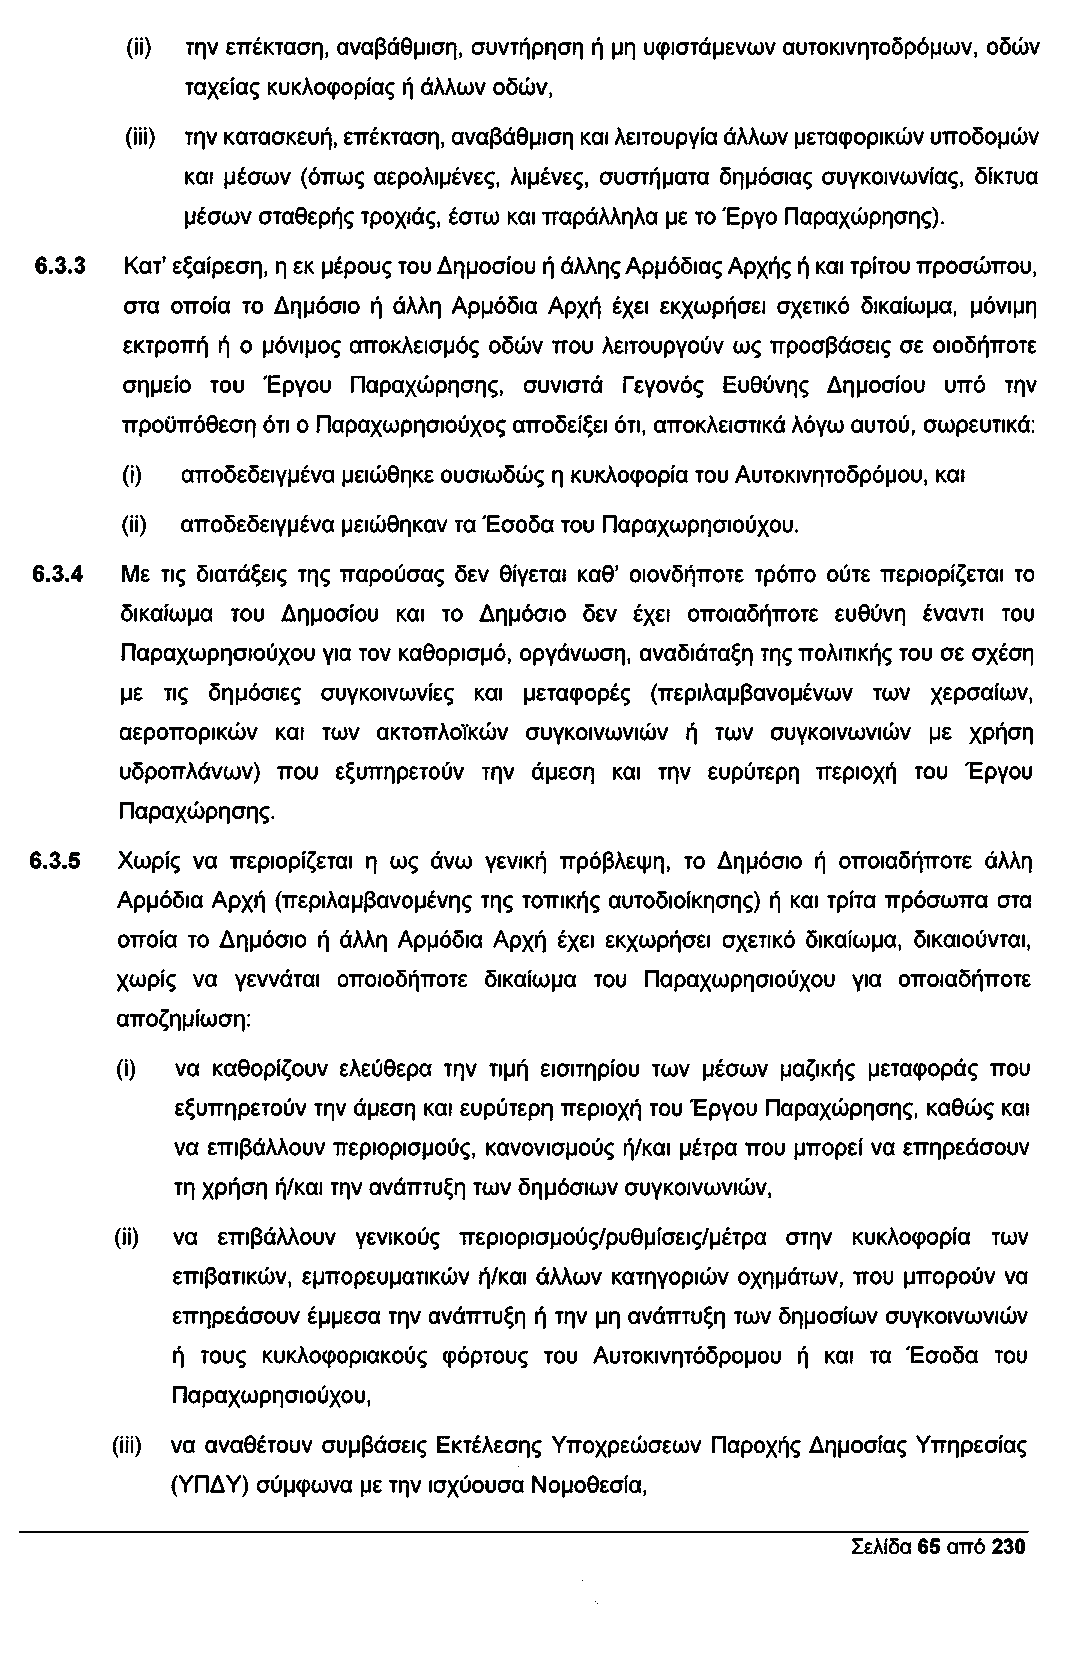 (ii) την επέκταση, αναβάθμιση, συντήρηση ή μη υφιστάμενων αυτοκινητοδρόμων, οδών
ταχείας κυκλοφορίας ή άλλων οδών,
(iii) την κατασκευή, επέκταση, αναβάθμιση και λειτουργία άλλων μεταφορικών υποδομών
και μέσων (όπως αερολιμένες, λιμένες, συστήματα δημόσιας συγκοινωνίας, δίκτυα
μέσων σταθερής τροχιάς, έστω και παράλληλα με το Έργο Παραχώρησης).
6.3.3 Κατ’ εξαίρεση, η εκ μέρους του Δημοσίου ή άλλης Αρμόδιας Αρχής ή και τρίτου προσώπου,
στα οποία το Δημόσιο ή άλλη Αρμόδια Αρχή έχει εκχωρήσει σχετικό δικαίωμα, μόνιμη
εκτροπή ή ο μόνιμος αποκλεισμός οδών που λειτουργούν ως προσβάσεις σε οιοδήποτε
σημείο του Έργου Παραχώρησης, συνιστά Γεγονός Ευθύνης Δημοσίου υπό την
προϋπόθεση ότι ο Παραχωρησιούχος αποδείξει ότι, αποκλειστικά λόγω αυτού, σωρευτικά:
(i) αποδεδειγμένα μειώθηκε ουσιωδώς η κυκλοφορία του Αυτοκινητοδρόμου, και
(ii) αποδεδειγμένα μειώθηκαν τα Έσοδα του Παραχωρησιούχου.
6.3.4 Με τις διατάξεις της παρούσας δεν θίγεται καθ’ οιονδήποτε τρόπο ούτε περιορίζεται το
δικαίωμα του Δημοσίου και το Δημόσιο δεν έχει οποιαδήποτε ευθύνη έναντι του
Παραχωρησιούχου για τον καθορισμό, οργάνωση, αναδιάταξη της πολιτικής του σε σχέση
με τις δημόσιες συγκοινωνίες και μεταφορές (περιλαμβανομένων των χερσαίων,
αεροπορικών και των ακτοπλοϊκών συγκοινωνιών ή των συγκοινωνιών με χρήση
υδροπλάνων) που εξυπηρετούν την άμεση και την ευρύτερη περιοχή του Έργου
Παραχώρησης.
6.3.5 Χωρίς να περιορίζεται η ως άνω γενική πρόβλεψη, το Δημόσιο ή οποιαδήποτε άλλη
Αρμόδια Αρχή (περιλαμβανομένης της τοπικής αυτοδιοίκησης) ή και τρίτα πρόσωπα στα
οποία το Δημόσιο ή άλλη Αρμόδια Αρχή έχει εκχωρήσει σχετικό δικαίωμα, δικαιούνται,
χωρίς να γεννάται οποιοδήποτε δικαίωμα του Παραχωρησιούχου για οποιαδήποτε
αποζημίωση:
(i) να καθορίζουν ελεύθερα την τιμή εισιτηρίου των μέσων μαζικής μεταφοράς που
εξυπηρετούν την άμεση και ευρύτερη περιοχή του Έργου Παραχώρησης, καθώς και
να επιβάλλουν περιορισμούς, κανονισμούς ή/και μέτρα που μπορεί να επηρεάσουν
τη χρήση ή/και την ανάπτυξη των δημόσιων συγκοινωνιών,
(ii) να επιβάλλουν γενικούς περιορισμούς/ρυθμίσεις/μέτρα στην κυκλοφορία των
επιβατικών, εμπορευματικών ή/και άλλων κατηγοριών οχημάτων, που μπορούν να
επηρεάσουν έμμεσα την ανάπτυξη ή την μη ανάπτυξη των δημοσίων συγκοινωνιών
ή τους κυκλοφοριακούς φόρτους του Αυτοκινητόδρομου ή και τα Έσοδα του
Παραχωρησιούχου,
(iii) να αναθέτουν συμβάσεις Εκτέλεσης Υποχρεώσεων Παροχής Δημοσίας Υπηρεσίας
(ΥΠΔΥ) σύμφωνα με την ισχύουσα Νομοθεσία,
Σελίδα 65 από 230